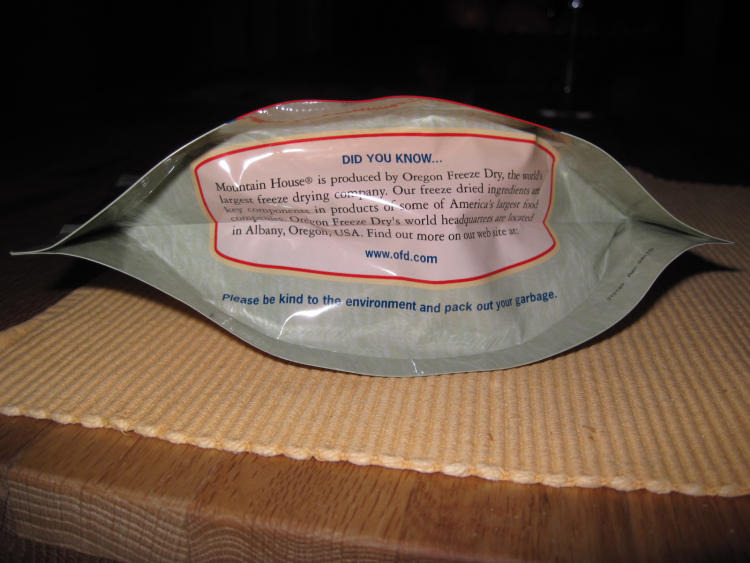 DID YOU KNOW...
Mountain House® is produced by Oregon Freeze Dry, the world's
largest freeze drying company. Our freeze dried ingredients are
key components in products of some of America's largest food
companies. Oregon Freeze Dry's world headquarters are located
in Albany, Oregon, USA. Find out more on our web site at:
www.ofd.com
Please be kind to the environment and pack out your garbage.